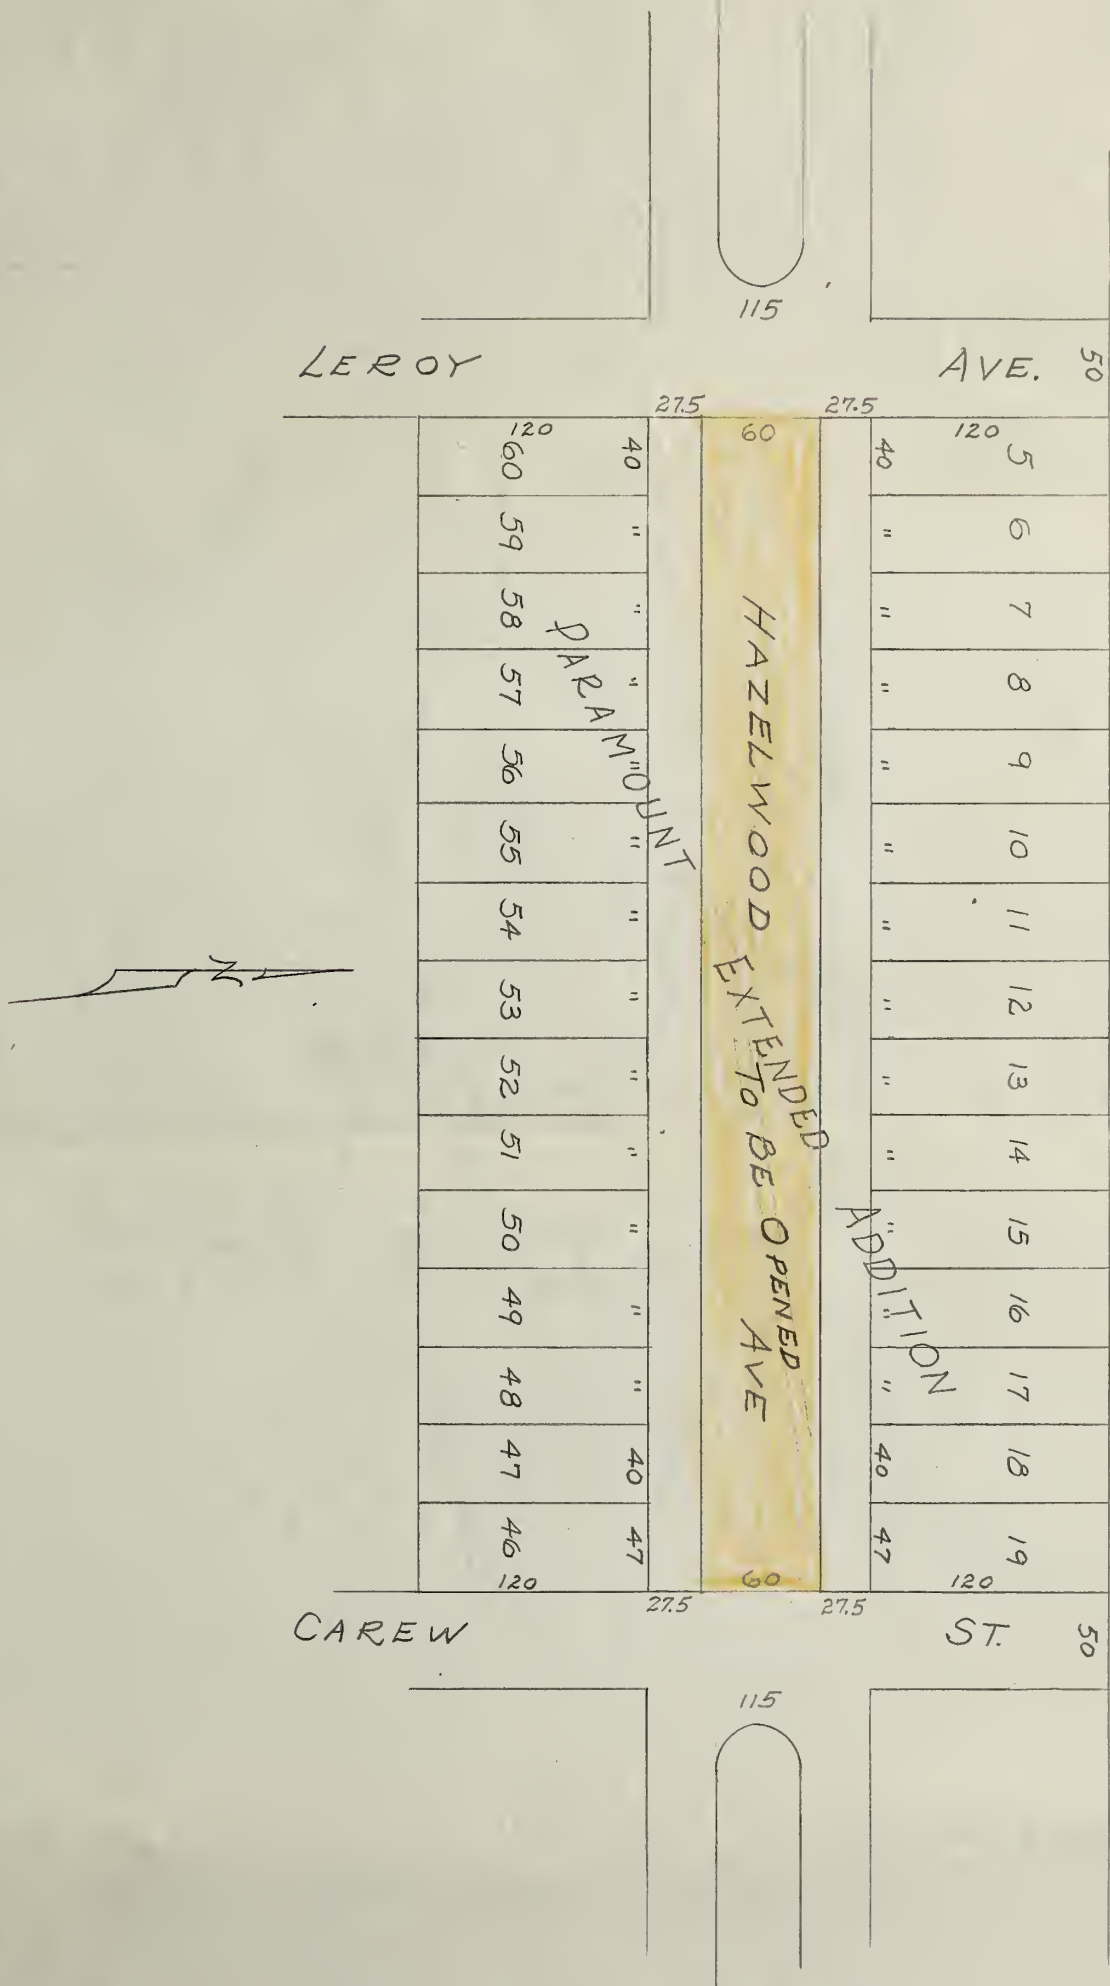 115
LEROY AVE. 50
27.5 27.5
120 40 60 40 120
60 5
59 " " 6
58 " " 7
57 " " 8
56 " " 9
55 " " 10
54 " " 11
53 " " 12
52 " " 13
51 " " 14
50 " " 15
49 " " 16
48 " " 17
47 40 40 18
46 47 47 19
120 60 120
27.5 27.5
PARAMOUNT EXTENDED ADDITION
HAZELWOOD AVE
TO BE OPENED
N
CAREW ST. 50
115